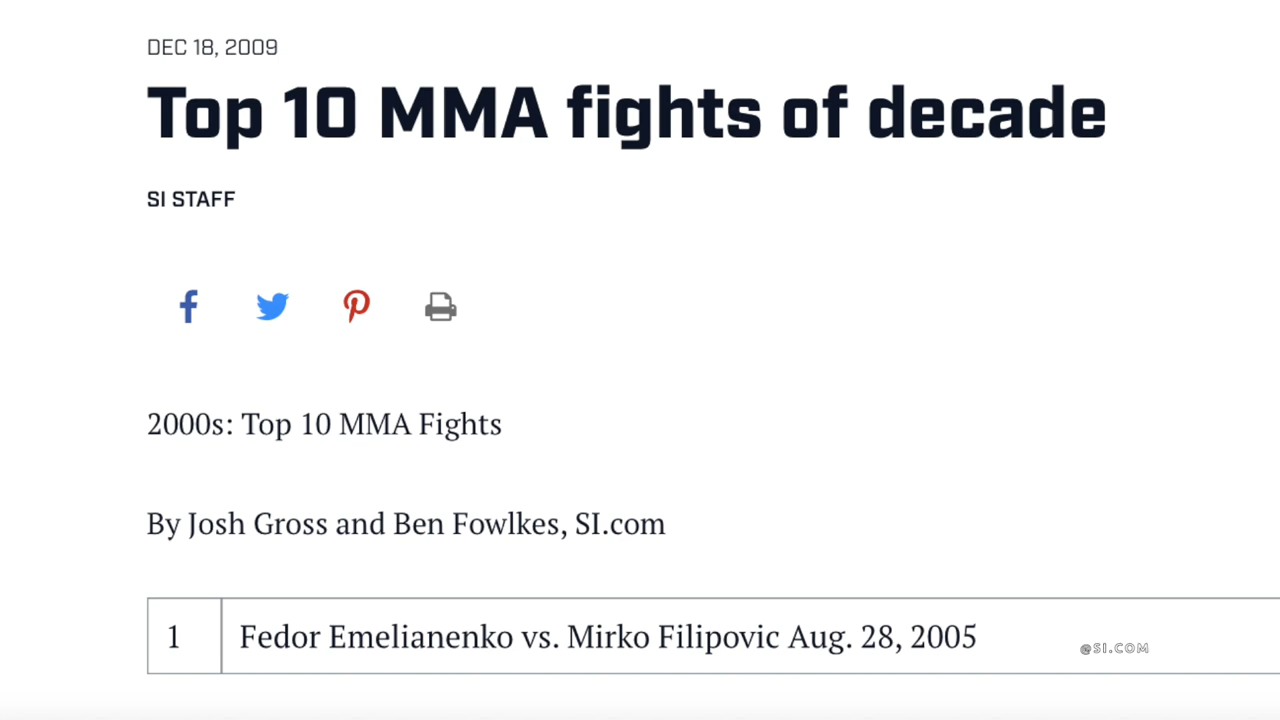 DEC 18, 2009
Top 10 MMA fights of decade
SI STAFF
2000s: Top 10 MMA Fights
By Josh Gross and Ben Fowlkes, SI.com
1 Fedor Emelianenko vs. Mirko Filipovic Aug. 28, 2005
@SI.COM